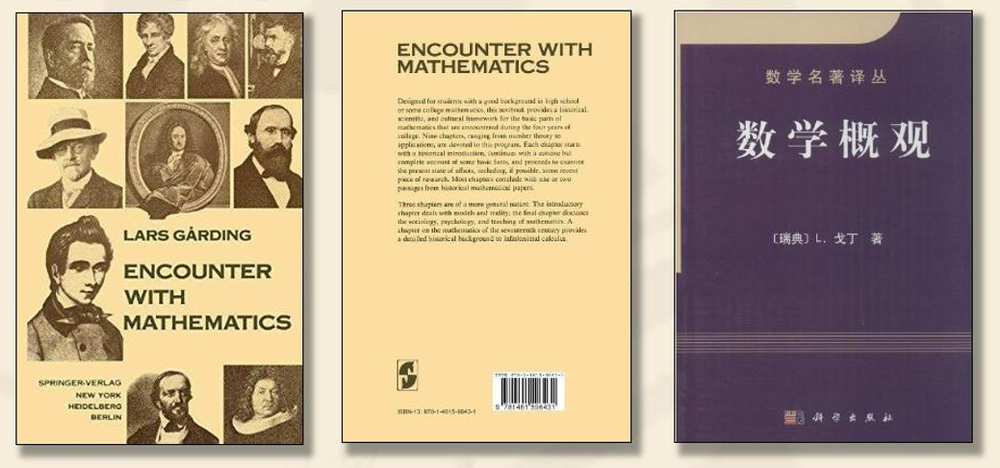 LARS GÅRDING
ENCOUNTER
WITH
MATHEMATICS
SPRINGER-VERLAG
NEW YORK
HEIDELBERG
BERLIN
ENCOUNTER WITH
MATHEMATICS
Designed for students with a good background in high school
or some college mathematics, this textbook provides a historical,
scientific, and cultural framework for the basic parts of
mathematics that are encountered during the four years of
college. Nine chapters, ranging from number theory to
applications, are devoted to this program. Each chapter starts
with a historical introduction, continues with a concise but
complete account of some basic facts, and proceeds to examine
the present state of affairs, including, if possible, some recent
piece of research. Most chapters conclude with one or two
passages from historical mathematical papers.
Three chapters are of a more general nature. The introductory
chapter deals with models and reality; the final chapter discusses
the sociology, psychology, and teaching of mathematics. A
chapter on the mathematics of the seventeenth century provides
a detailed historical background to infinitesimal calculus.
ISBN-13: 978-1-4615-9643-1
9 781461 596431
数学名著译丛
数学概观
〔瑞典〕L. 戈丁 著
科学出版社